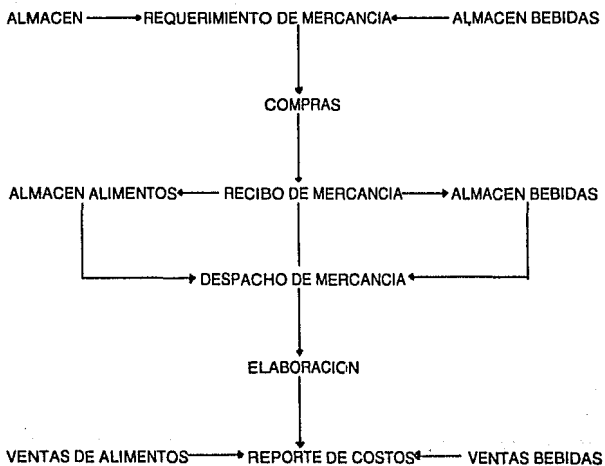 ALMACEN REQUERIMIENTO DE MERCANCIA ALMACEN BEBIDAS
COMPRAS
ALMACEN ALIMENTOS RECIBO DE MERCANCIA ALMACEN BEBIDAS
DESPACHO DE MERCANCIA
ELABORACION
VENTAS DE ALIMENTOS REPORTE DE COSTOS VENTAS BEBIDAS